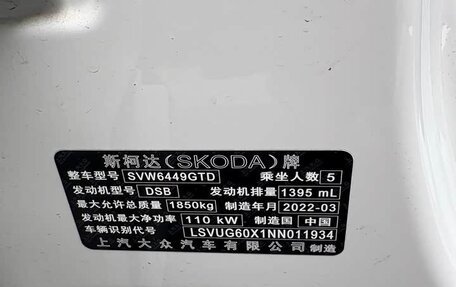 斯柯达(SKODA)牌
整车型号 SVW6449GTD 乘坐人数 5
发动机型号 DSB 发动机排量 1395 mL
最大允许总质量 1850kg 制造年月 2022-03
发动机最大净功率 110 kW 制造国 中国
车辆识别代号 LSVUG60X1NN011934
上汽大众汽车有限公司 制造